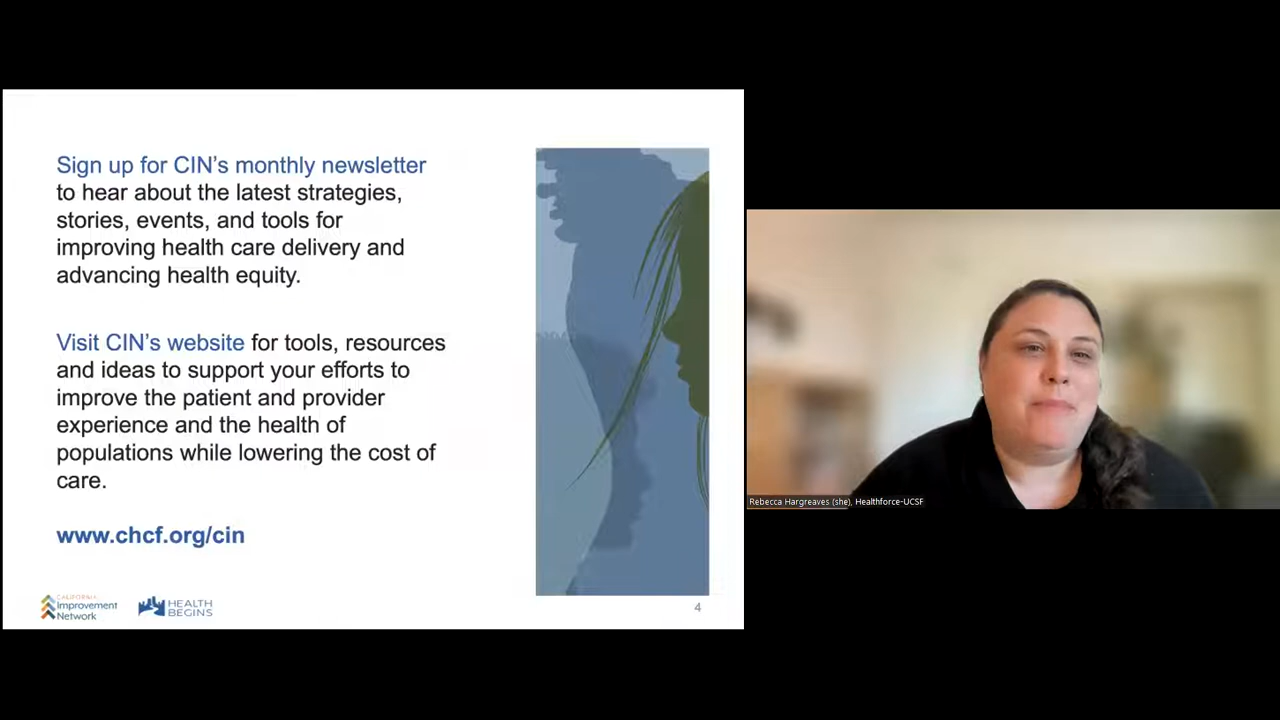 Sign up for CIN's monthly newsletter
to hear about the latest strategies,
stories, events, and tools for
improving health care delivery and
advancing health equity.
Visit CIN's website for tools, resources
and ideas to support your efforts to
improve the patient and provider
experience and the health of
populations while lowering the cost of
care.
www.chcf.org/cin
CALIFORNIA
Improvement
Network
HEALTH
BEGINS
4
Rebecca Hargreaves (she), Healthforce-UCSF